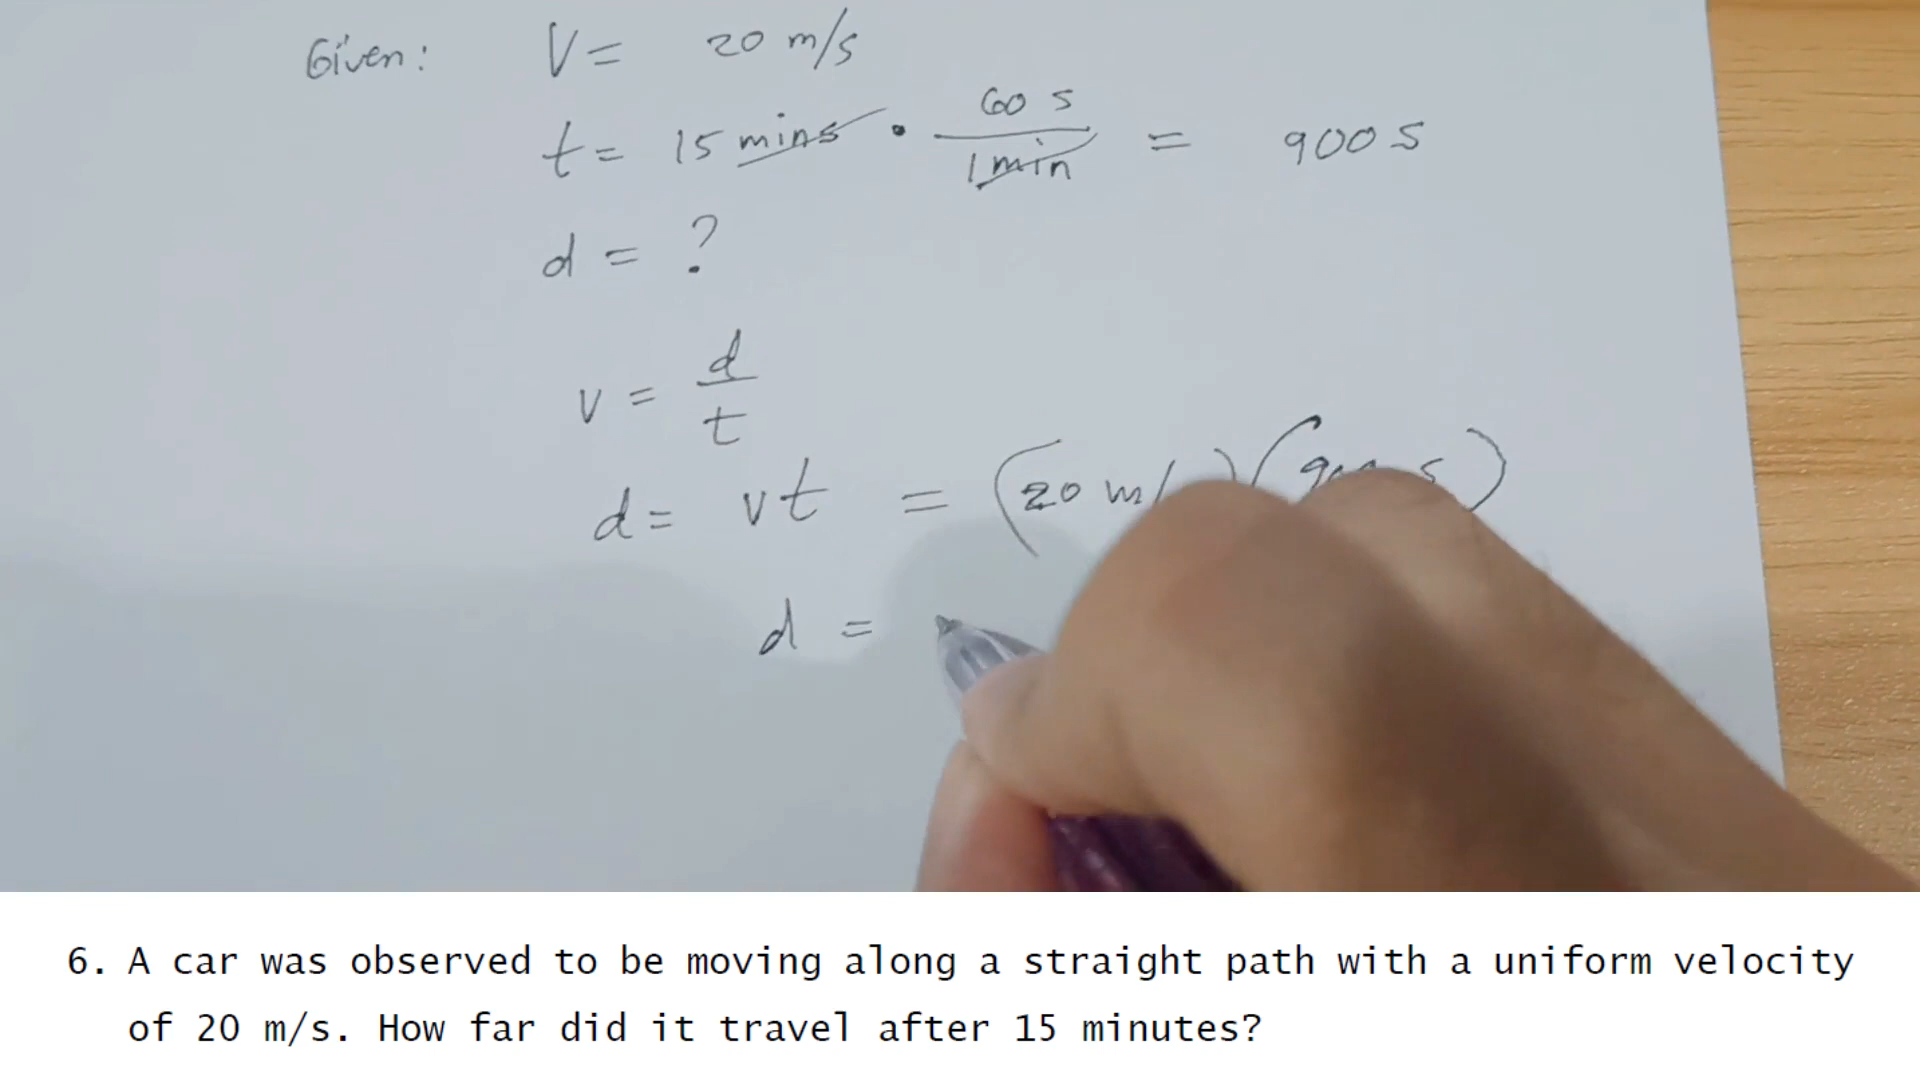 Given: V = 20 m/s
t = 15 mins · 60 s / 1 min = 900 s
d = ?
v = d / t
d = vt = (20 m/ ) ( s)
d =
6. A car was observed to be moving along a straight path with a uniform velocity
of 20 m/s. How far did it travel after 15 minutes?